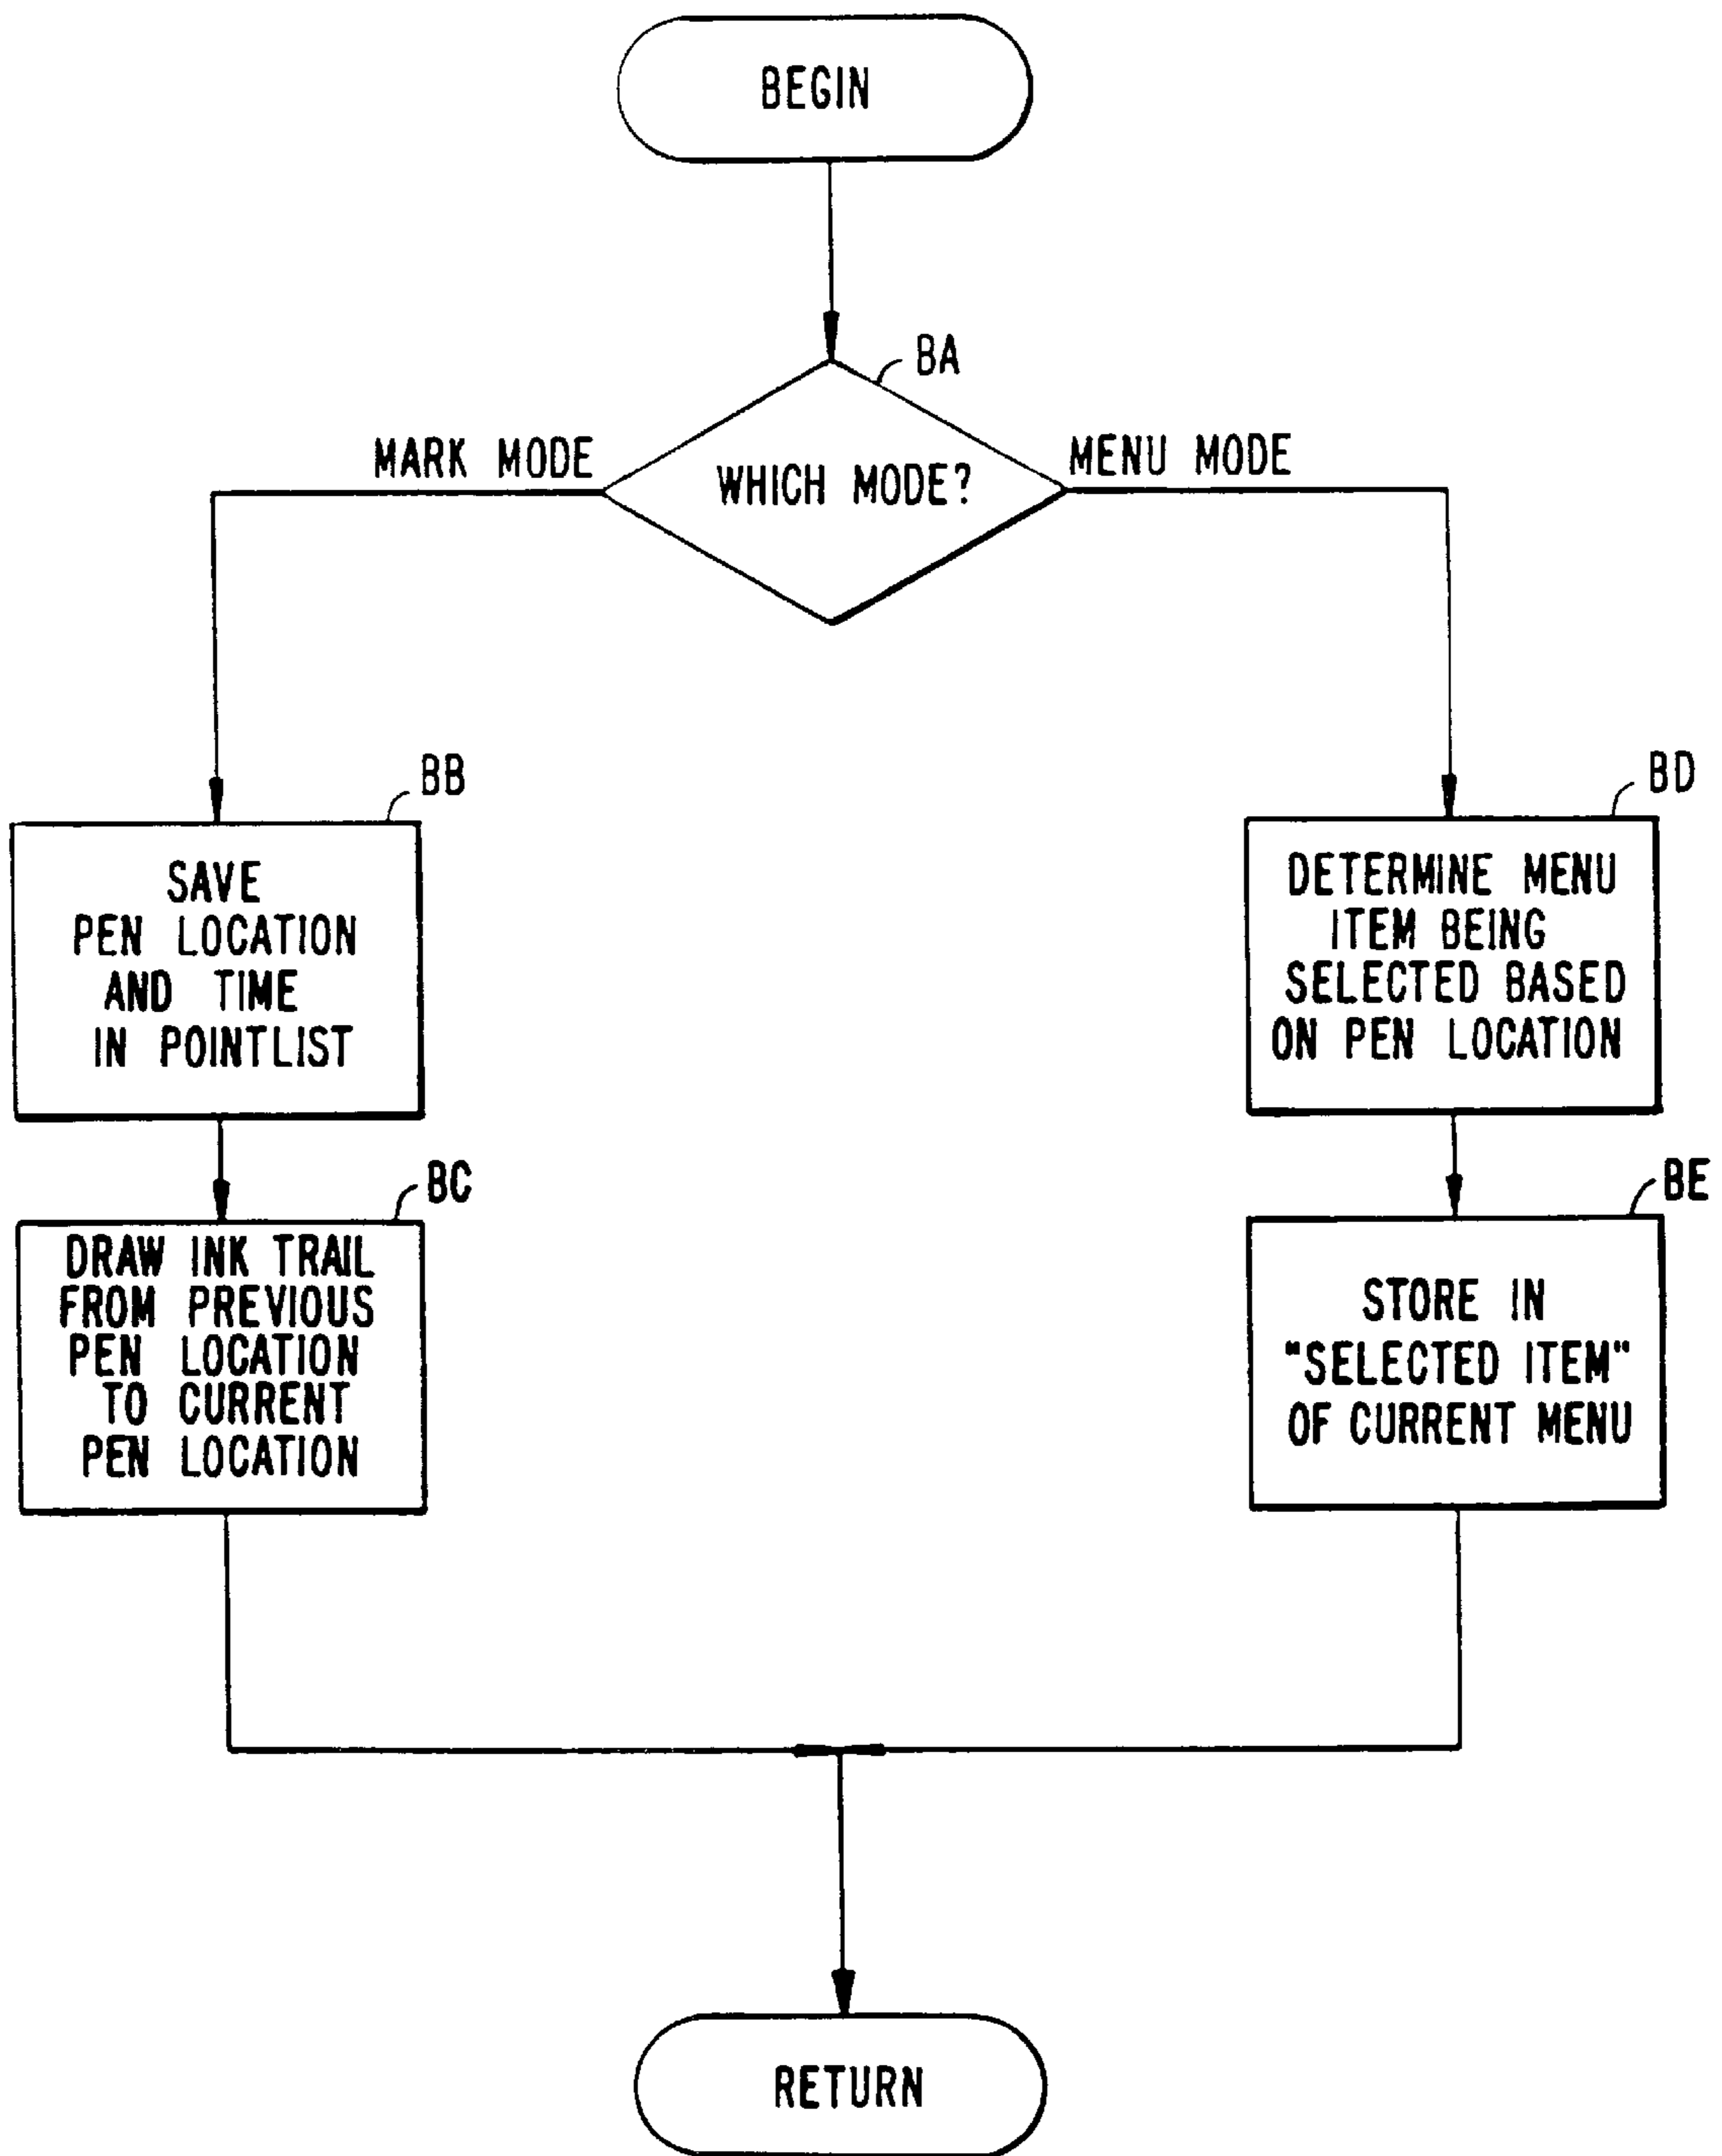 BEGIN
BA
MARK MODE
WHICH MODE?
MENU MODE
BB
SAVE
PEN LOCATION
AND TIME
IN POINTLIST
BC
DRAW INK TRAIL
FROM PREVIOUS
PEN LOCATION
TO CURRENT
PEN LOCATION
BD
DETERMINE MENU
ITEM BEING
SELECTED BASED
ON PEN LOCATION
BE
STORE IN
"SELECTED ITEM"
OF CURRENT MENU
RETURN